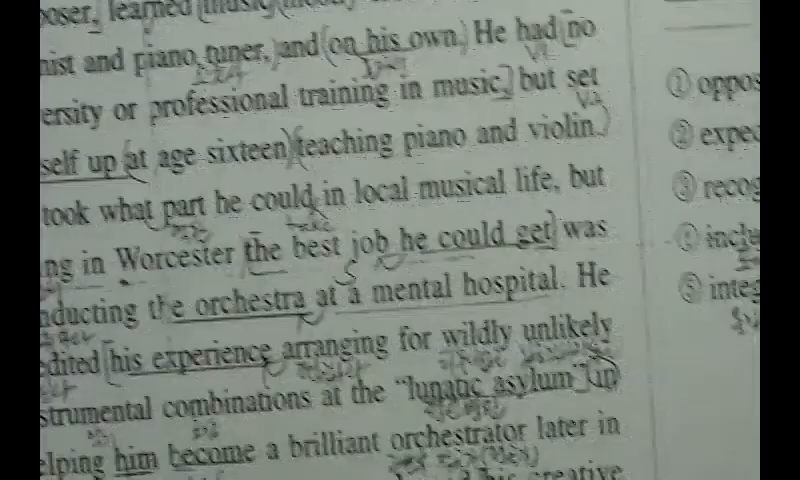 poser, learned music mostly
nist and piano tuner, and on his own. He had no
ersity or professional training in music, but set
self up at age sixteen teaching piano and violin.
took what part he could in local musical life, but
ng in Worcester the best job he could get was
nducting the orchestra at a mental hospital. He
edited his experience arranging for wildly unlikely
strumental combinations at the “lunatic asylum” in
elping him become a brilliant orchestrator later in
creative
① oppos
② expec
③ recog
④ inclu
⑤ integ